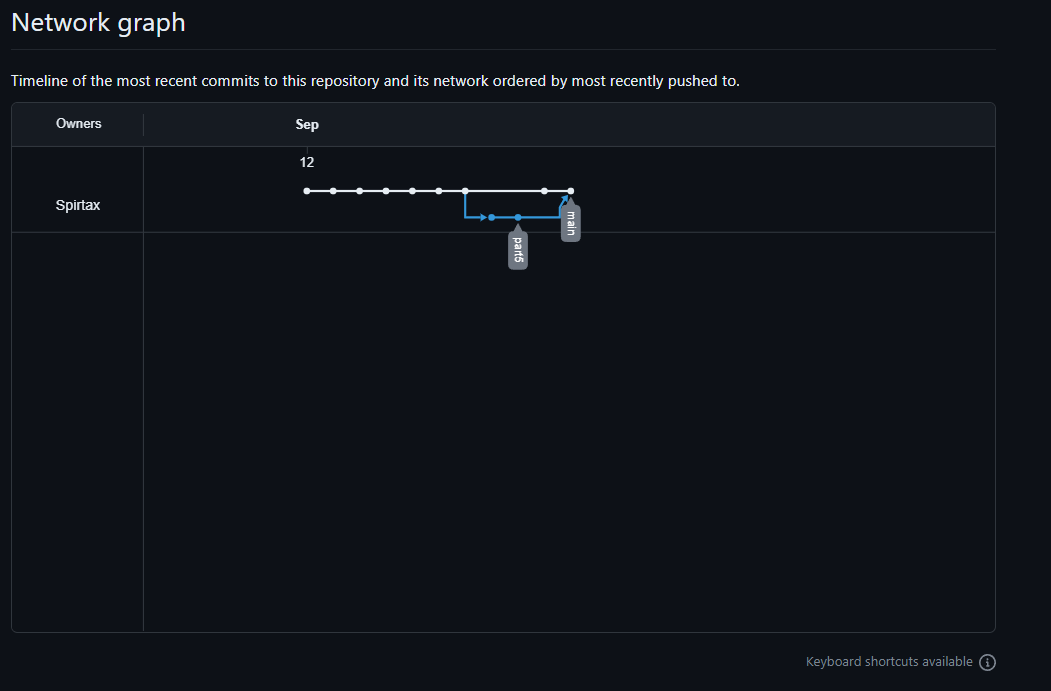 Network graph
Timeline of the most recent commits to this repository and its network ordered by most recently pushed to.
Owners
Sep
12
Spirtax
main
part5
Keyboard shortcuts available